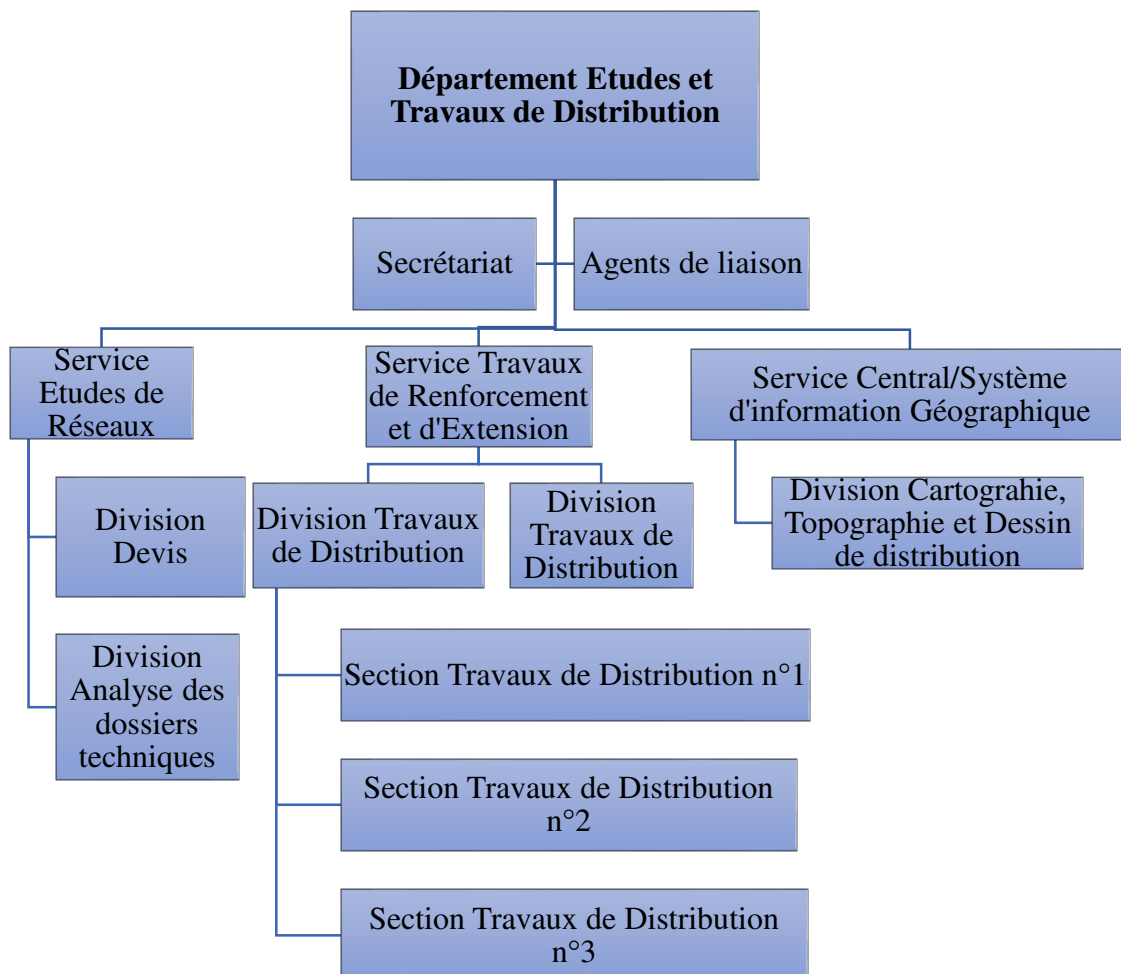 Département Etudes et
Travaux de Distribution
Secrétariat
Agents de liaison
Service
Etudes de
Réseaux
Service Travaux
de Renforcement
et d'Extension
Service Central/Système
d'information Géographique
Division
Devis
Division Travaux
de Distribution
Division
Travaux de
Distribution
Division Cartograhie,
Topographie et Dessin
de distribution
Division
Analyse des
dossiers
techniques
Section Travaux de Distribution n°1
Section Travaux de Distribution
n°2
Section Travaux de Distribution
n°3